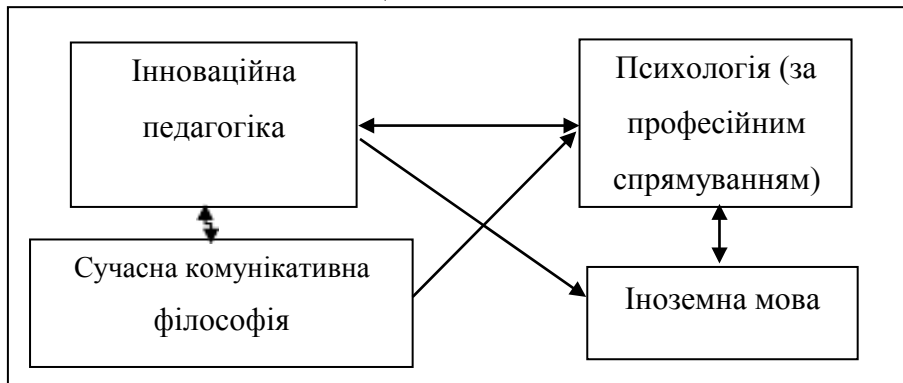 Інноваційна
педагогіка
Психологія (за
професійним
спрямуванням)
Сучасна комунікативна
філософія
Іноземна мова